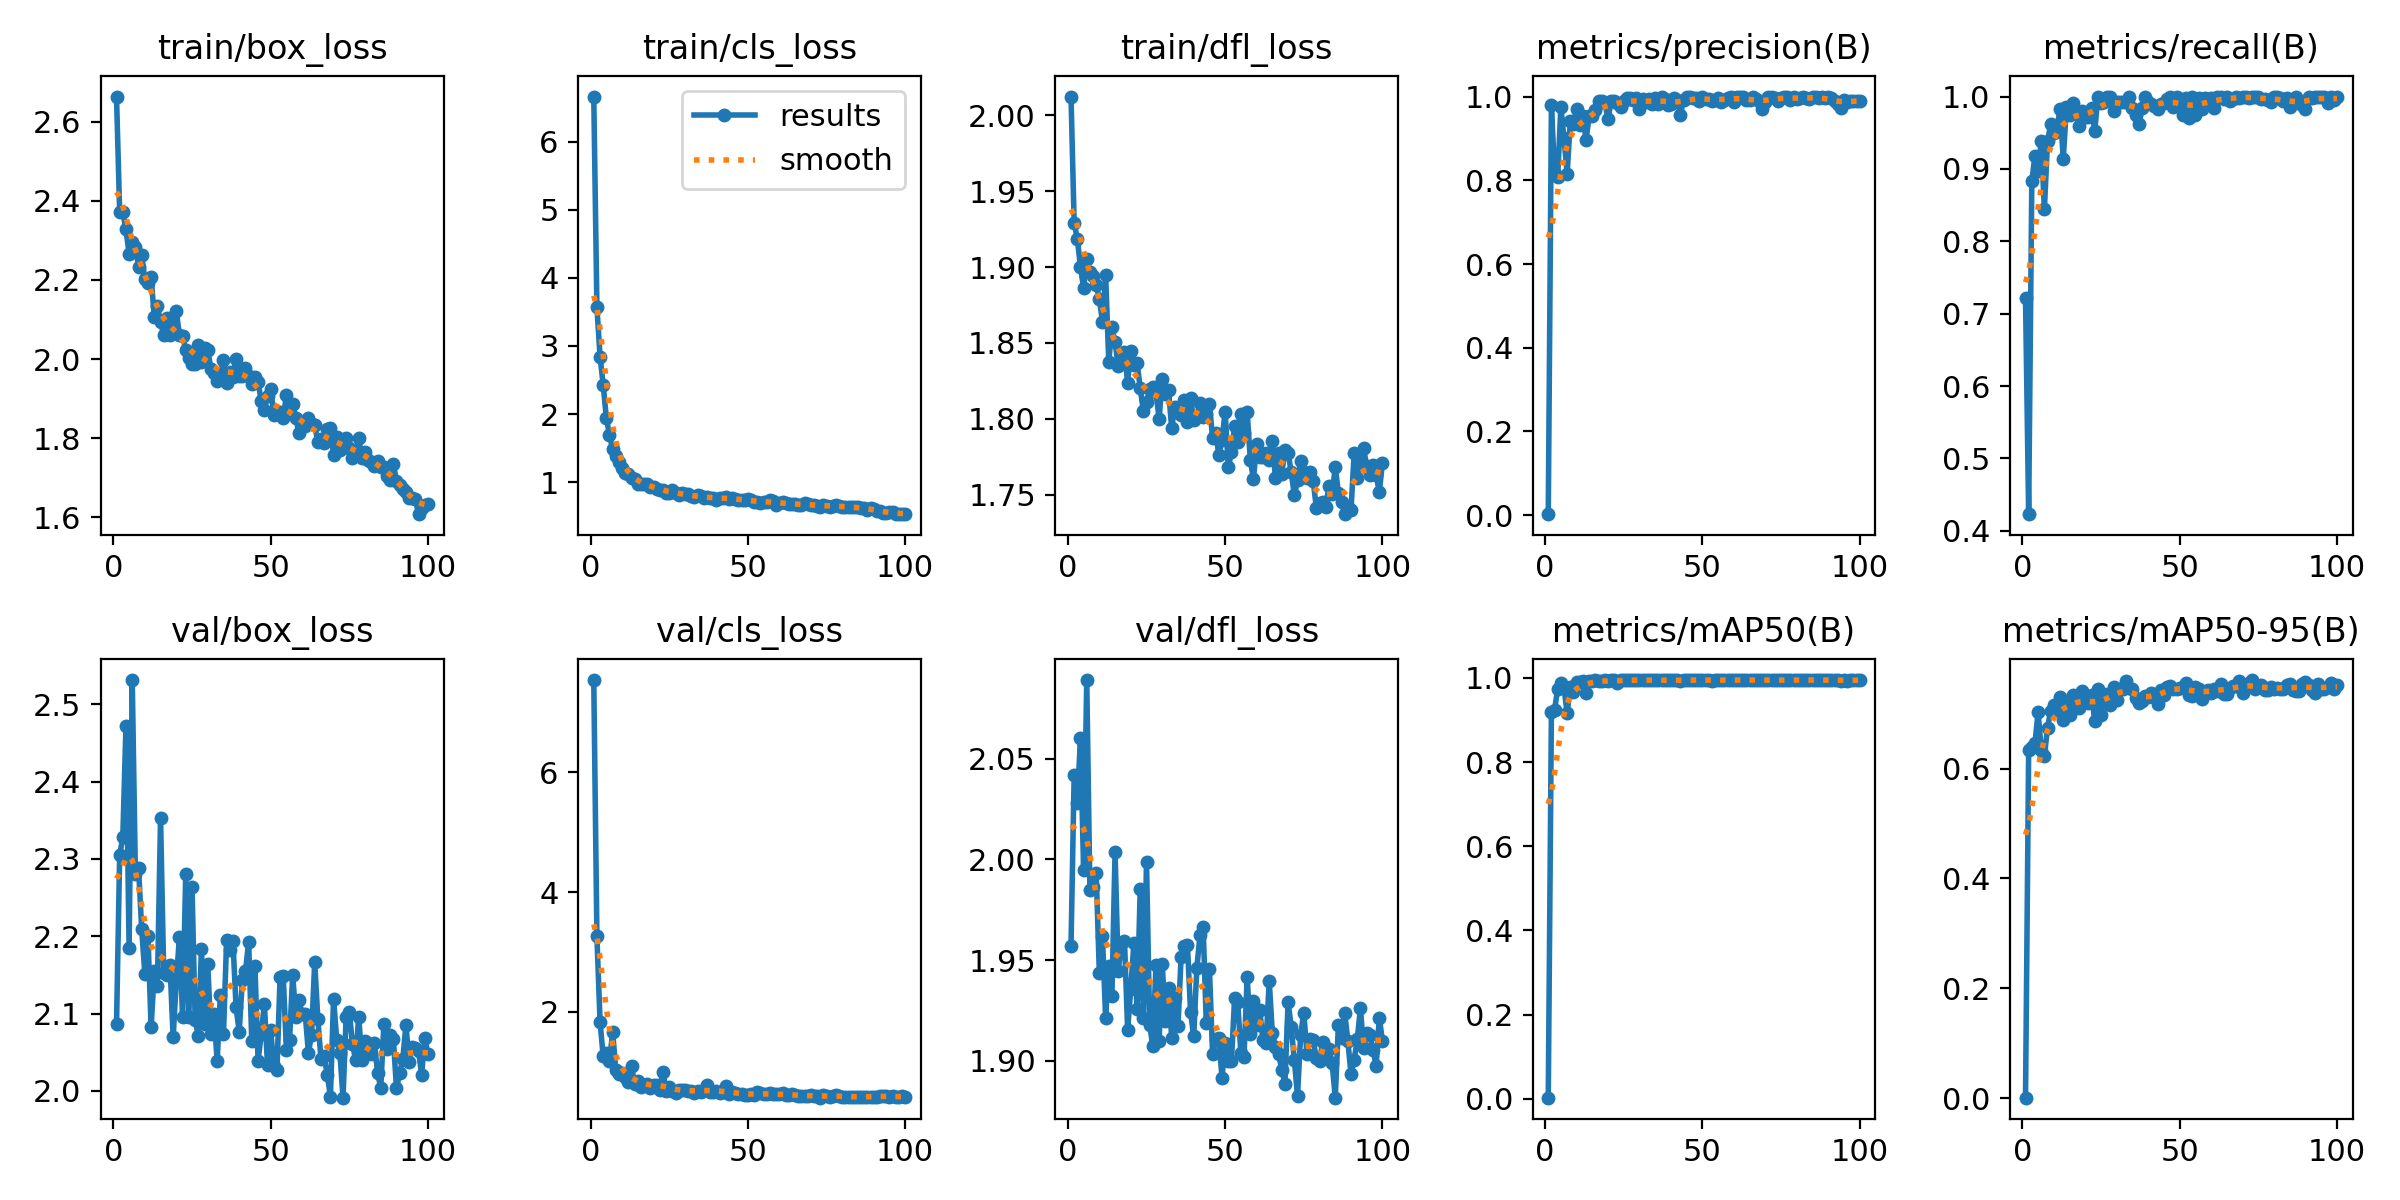 train/box_loss
2.6
2.4
2.2
2.0
1.8
1.6
0 50 100
train/cls_loss
results
smooth
6
5
4
3
2
1
0 50 100
train/dfl_loss
2.00
1.95
1.90
1.85
1.80
1.75
0 50 100
metrics/precision(B)
1.0
0.8
0.6
0.4
0.2
0.0
0 50 100
metrics/recall(B)
1.0
0.9
0.8
0.7
0.6
0.5
0.4
0 50 100
val/box_loss
2.5
2.4
2.3
2.2
2.1
2.0
0 50 100
val/cls_loss
6
4
2
0 50 100
val/dfl_loss
2.05
2.00
1.95
1.90
0 50 100
metrics/mAP50(B)
1.0
0.8
0.6
0.4
0.2
0.0
0 50 100
metrics/mAP50-95(B)
0.6
0.4
0.2
0.0
0 50 100